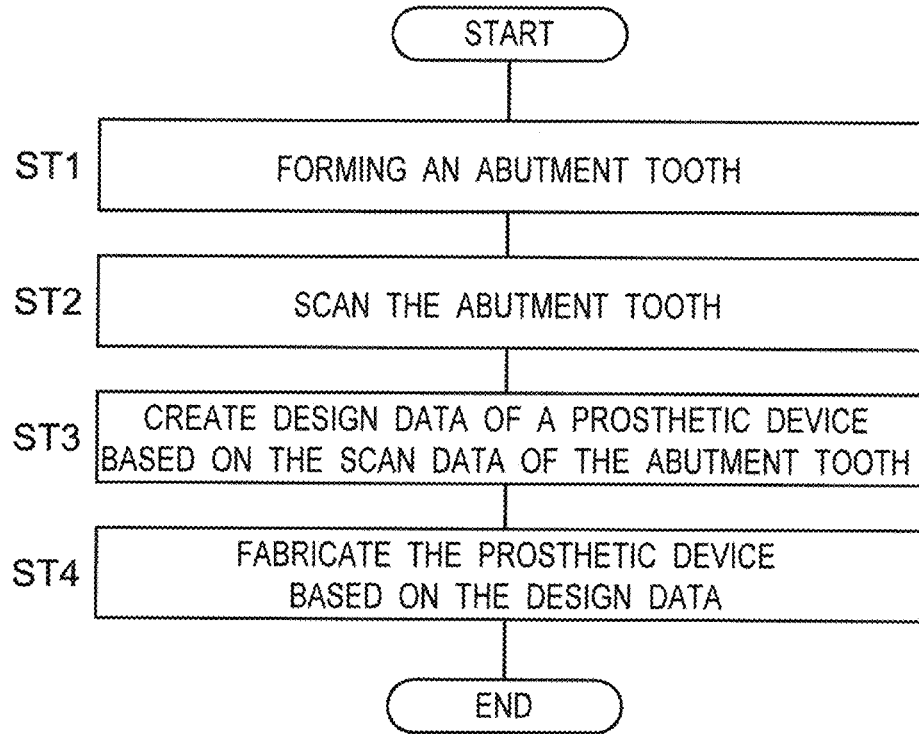 START
ST1
FORMING AN ABUTMENT TOOTH
ST2
SCAN THE ABUTMENT TOOTH
ST3
CREATE DESIGN DATA OF A PROSTHETIC DEVICE
BASED ON THE SCAN DATA OF THE ABUTMENT TOOTH
ST4
FABRICATE THE PROSTHETIC DEVICE
BASED ON THE DESIGN DATA
END